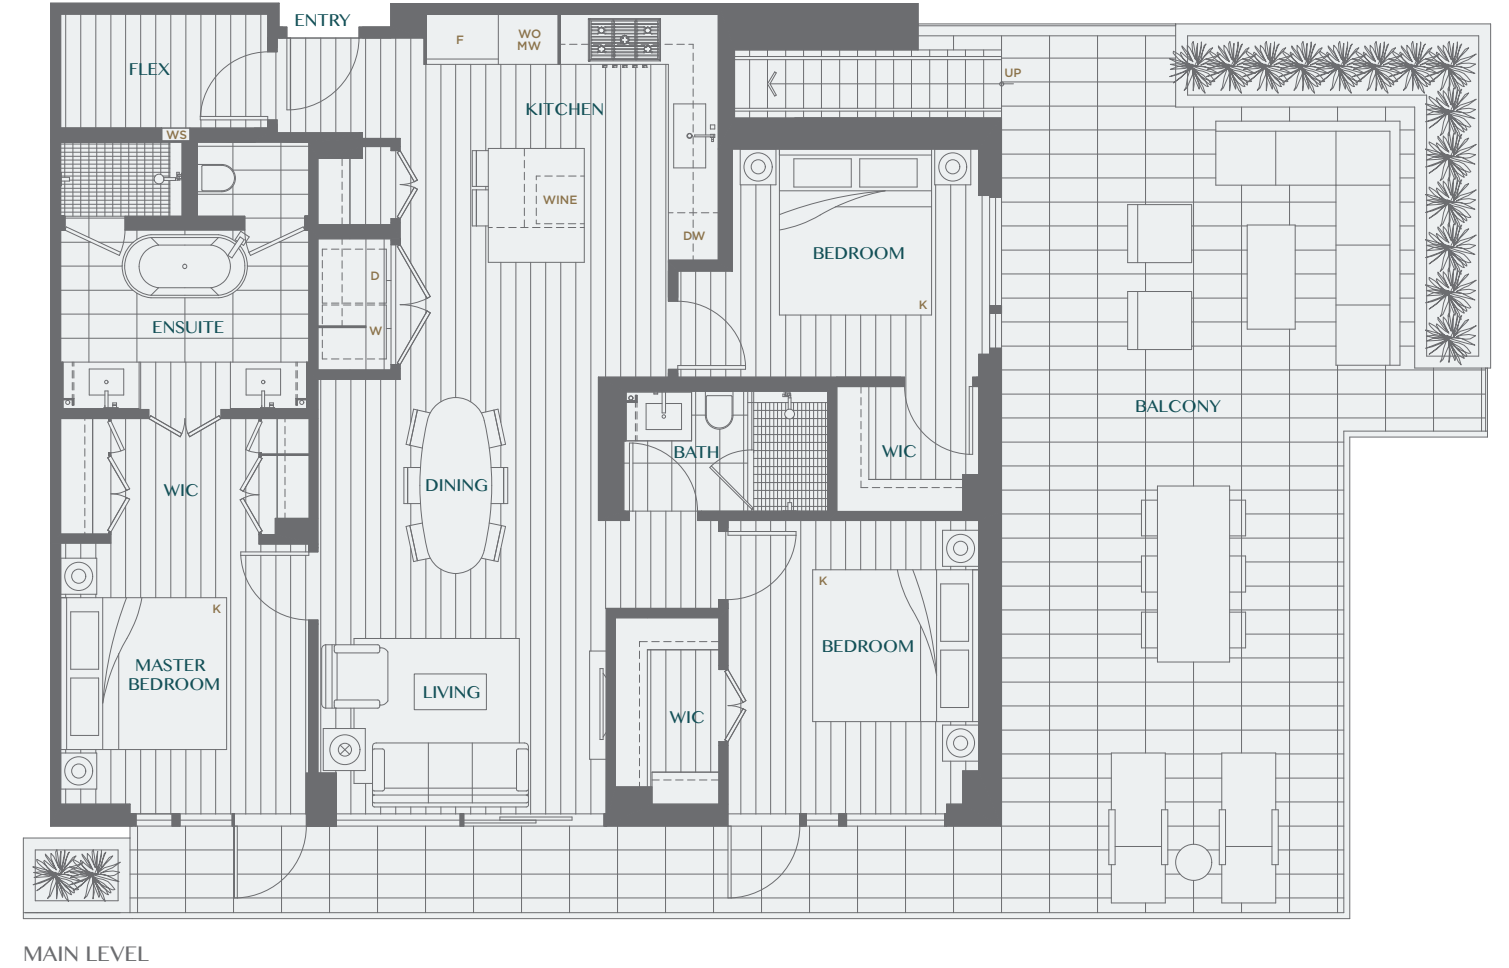 ENTRY
F
WO
MW
FLEX
UP
KITCHEN
WS
WINE
DW
BEDROOM
D
K
ENSUITE
W
BALCONY
BATH
WIC
DINING
WIC
K
K
BEDROOM
MASTER
BEDROOM
LIVING
WIC
MAIN LEVEL